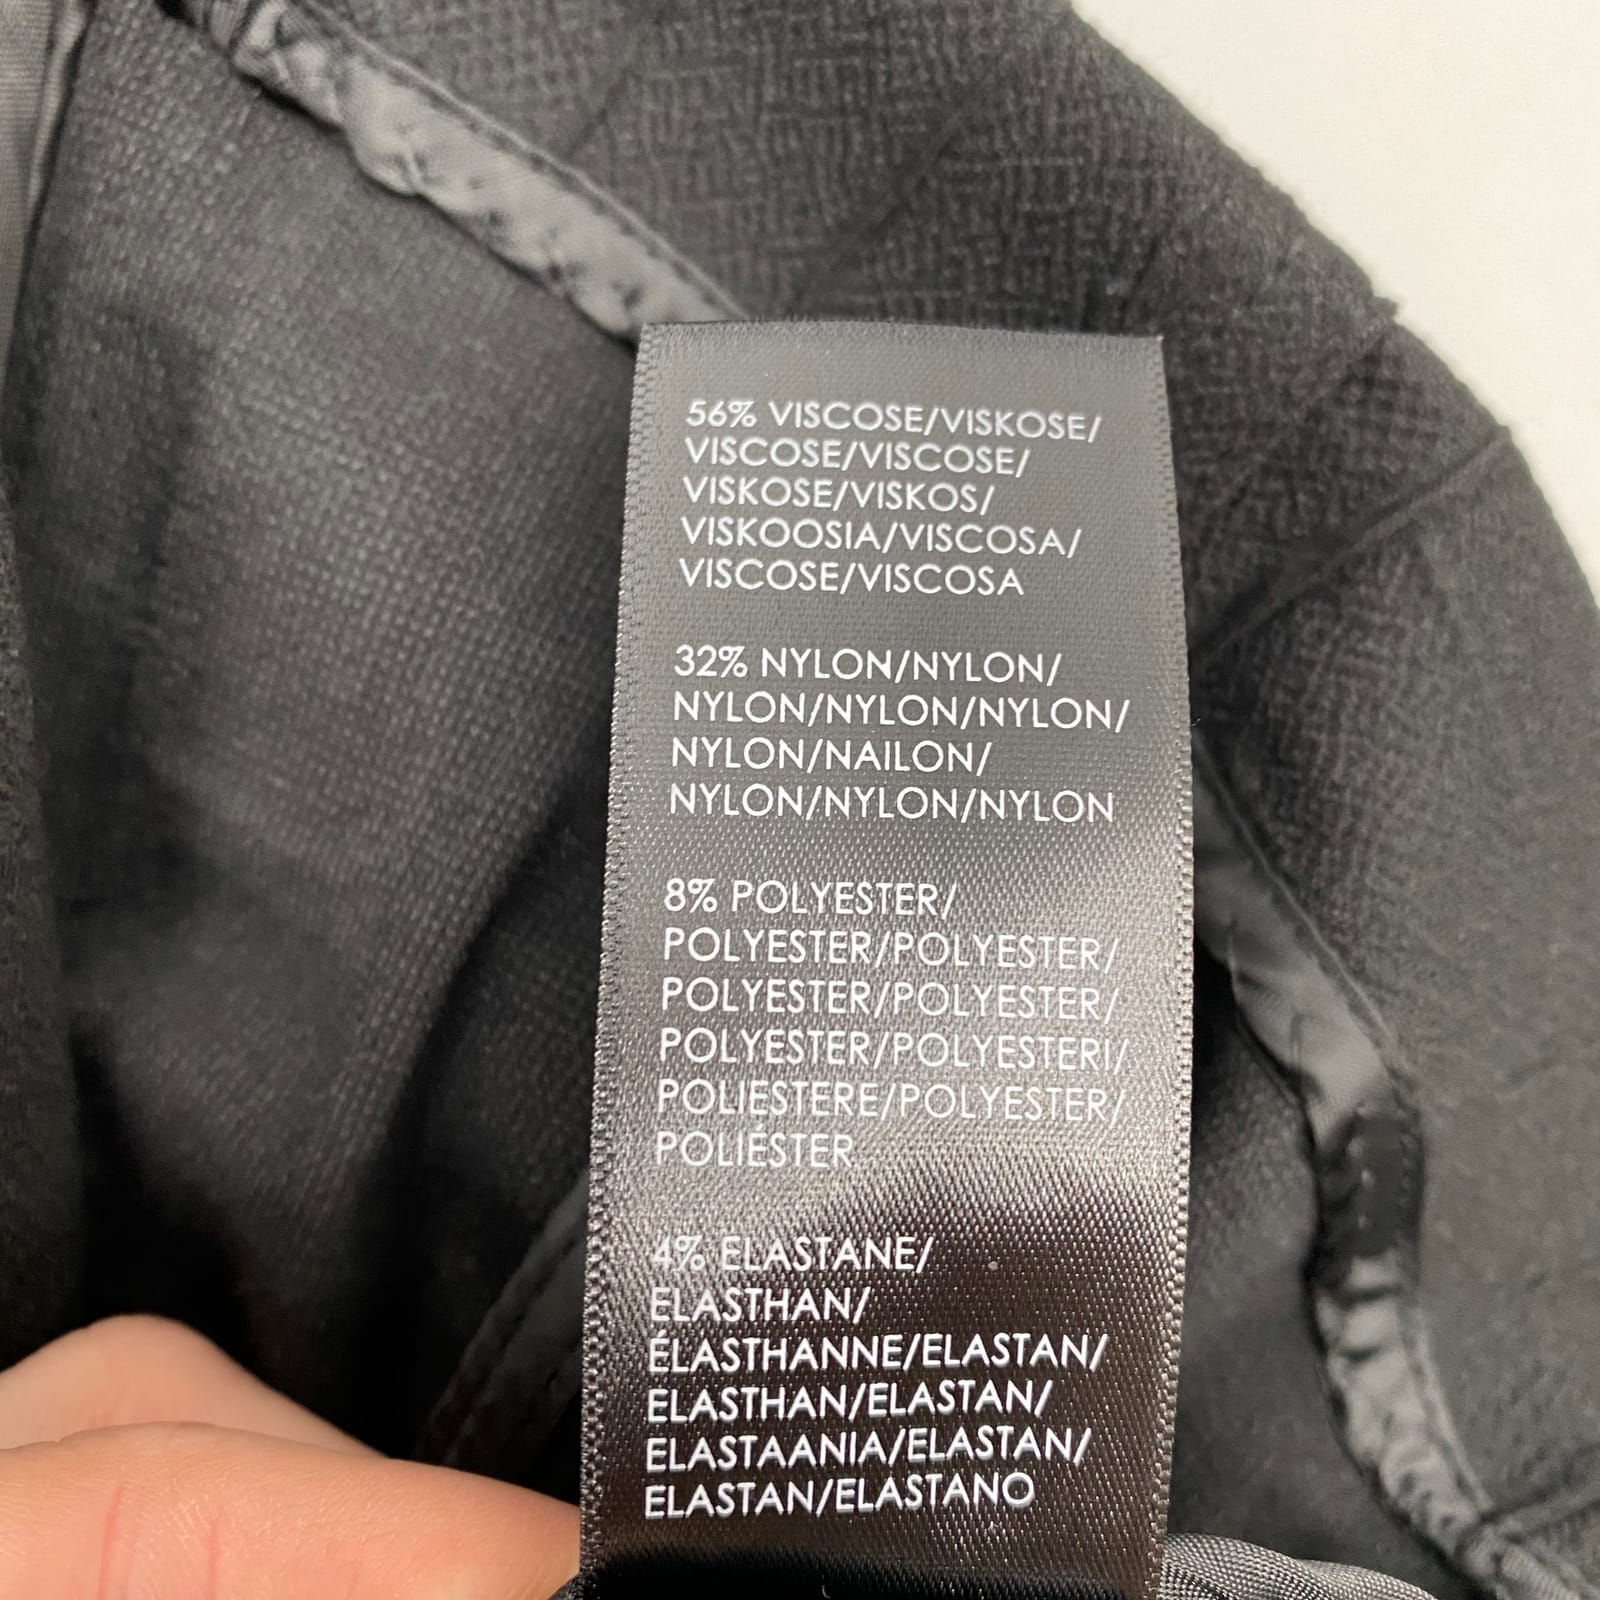 56% VISCOSE/VISKOSE/
VISCOSE/VISCOSE/
VISKOSE/VISKOS/
VISKOOSIA/VISCOSA/
VISCOSE/VISCOSA
32% NYLON/NYLON/
NYLON/NYLON/NYLON/
NYLON/NAILON/
NYLON/NYLON/NYLON
8% POLYESTER/
POLYESTER/POLYESTER/
POLYESTER/POLYESTER/
POLYESTER/POLYESTERI/
POLIESTERE/POLYESTER/
POLIÉSTER
4% ELASTANE/
ELASTHAN/
ÉLASTHANNE/ELASTAN/
ELASTHAN/ELASTAN/
ELASTAANIA/ELASTAN/
ELASTAN/ELASTANO